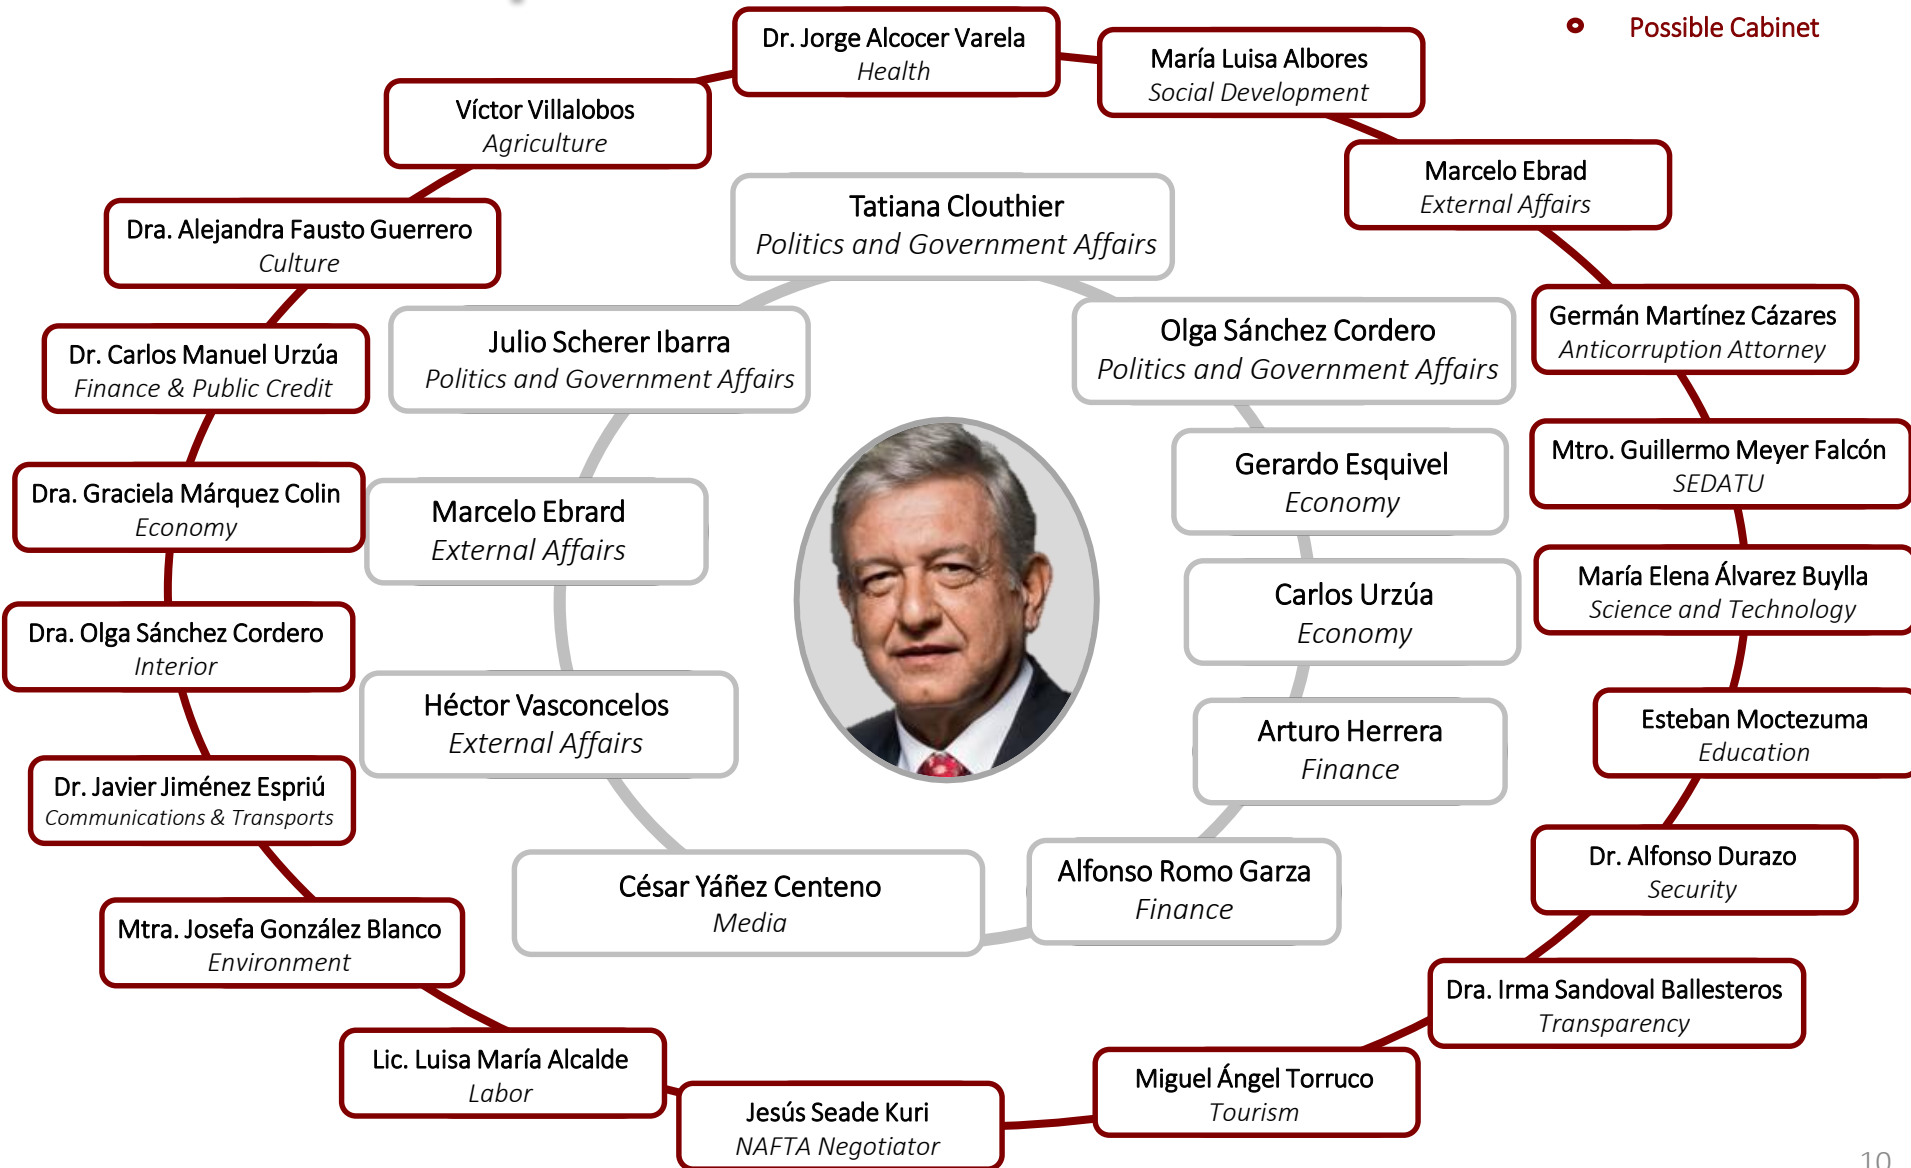 Possible Cabinet
Dr. Jorge Alcocer Varela
Health
María Luisa Albores
Social Development
Víctor Villalobos
Agriculture
Marcelo Ebrad
External Affairs
Tatiana Clouthier
Politics and Government Affairs
Dra. Alejandra Fausto Guerrero
Culture
Julio Scherer Ibarra
Politics and Government Affairs
Olga Sánchez Cordero
Politics and Government Affairs
Germán Martínez Cázares
Anticorruption Attorney
Dr. Carlos Manuel Urzúa
Finance & Public Credit
Gerardo Esquivel
Economy
Mtro. Guillermo Meyer Falcón
SEDATU
Dra. Graciela Márquez Colin
Economy
Marcelo Ebrard
External Affairs
Carlos Urzúa
Economy
María Elena Álvarez Buylla
Science and Technology
Dra. Olga Sánchez Cordero
Interior
Héctor Vasconcelos
External Affairs
Arturo Herrera
Finance
Esteban Moctezuma
Education
Dr. Javier Jiménez Espriú
Communications & Transports
César Yáñez Centeno
Media
Alfonso Romo Garza
Finance
Dr. Alfonso Durazo
Security
Mtra. Josefa González Blanco
Environment
Dra. Irma Sandoval Ballesteros
Transparency
Lic. Luisa María Alcalde
Labor
Jesús Seade Kuri
NAFTA Negotiator
Miguel Ángel Torruco
Tourism
10